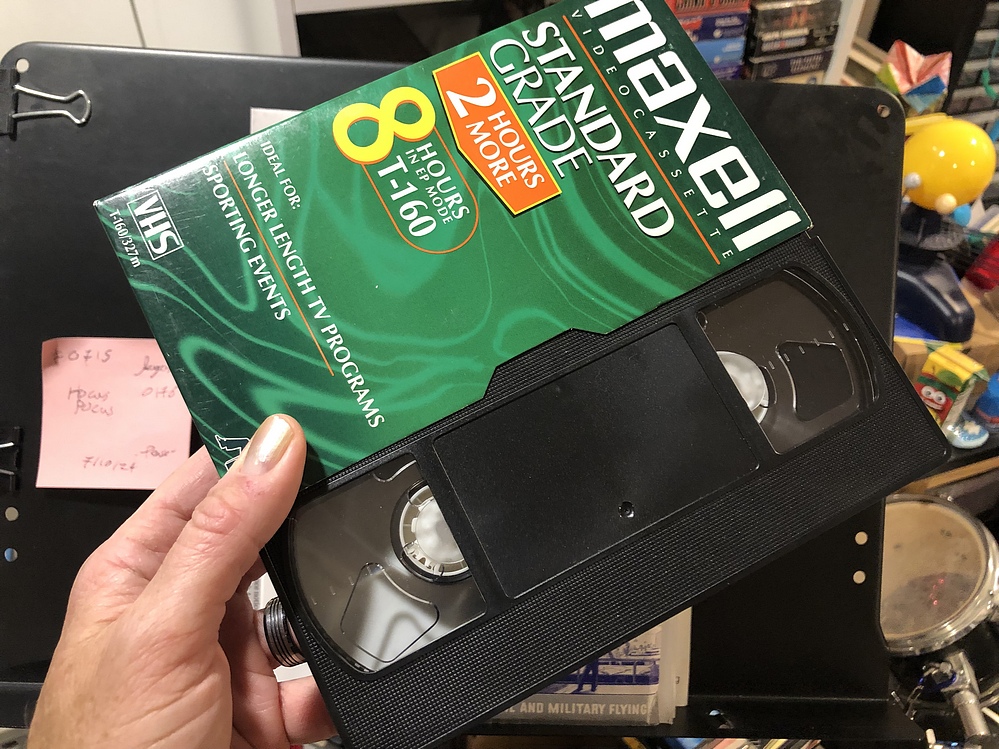 maxell
VIDEOCASSETTE
STANDARD
GRADE
2 HOURS
MORE
8
HOURS
IN EP MODE
T-160
IDEAL FOR:
LONGER LENGTH TV PROGRAMS
SPORTING EVENTS
VHS
T-160/327m
HOCUS
POCUS
AND MILITARY FLYING